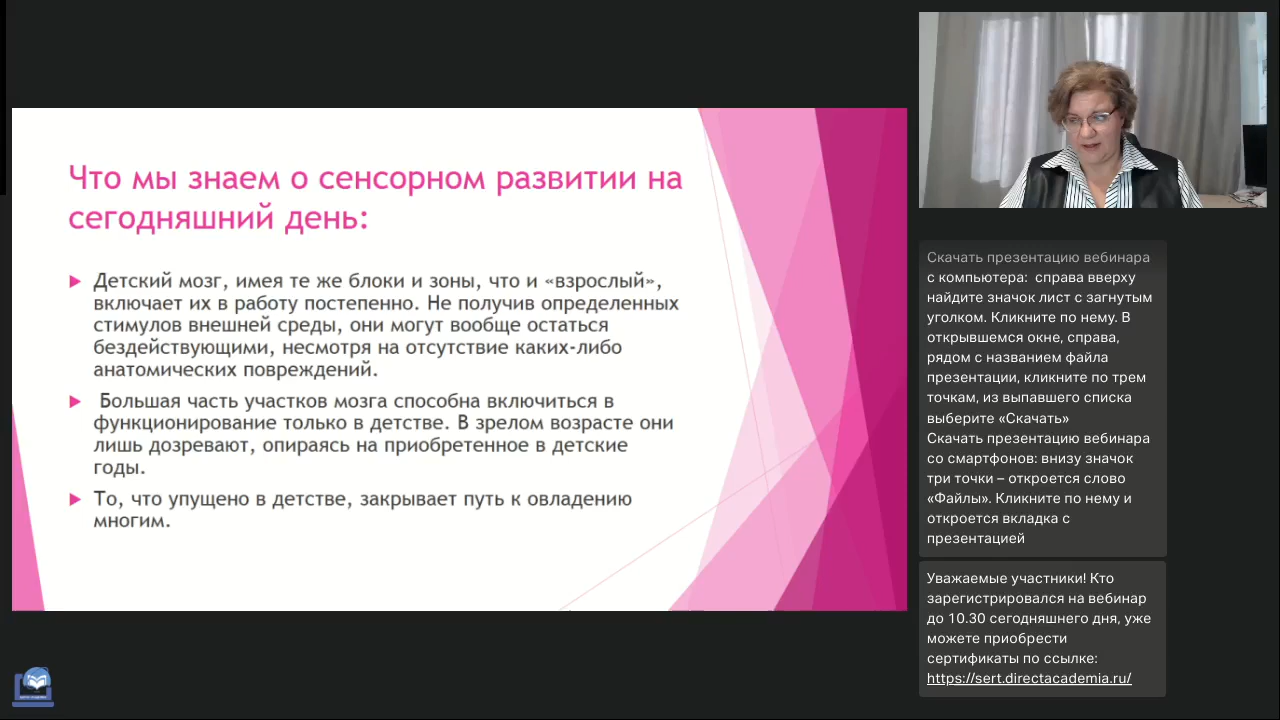 Что мы знаем о сенсорном развитии на
сегодняшний день:
Детский мозг, имея те же блоки и зоны, что и «взрослый»,
включает их в работу постепенно. Не получив определенных
стимулов внешней среды, они могут вообще остаться
бездействующими, несмотря на отсутствие каких-либо
анатомических повреждений.
Большая часть участков мозга способна включиться в
функционирование только в детстве. В зрелом возрасте они
лишь дозревают, опираясь на приобретенное в детские
годы.
То, что упущено в детстве, закрывает путь к овладению
многим.
Скачать презентацию вебинара
с компьютера: справа вверху
найдите значок лист с загнутым
уголком. Кликните по нему. В
открывшемся окне, справа,
рядом с названием файла
презентации, кликните по трем
точкам, из выпавшего списка
выберите «Скачать»
Скачать презентацию вебинара
со смартфонов: внизу значок
три точки – откроется слово
«Файлы». Кликните по нему и
откроется вкладка с
презентацией
Уважаемые участники! Кто
зарегистрировался на вебинар
до 10.30 сегодняшнего дня, уже
можете приобрести
сертификаты по ссылке:
https://sert.directacademia.ru/